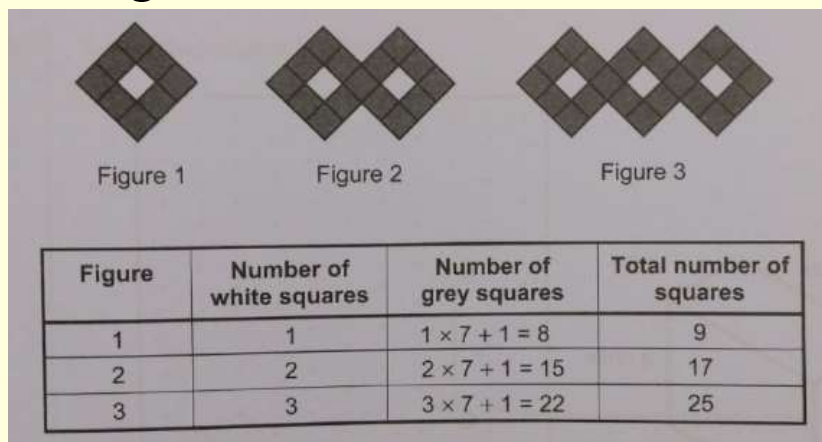 Figure 1 Figure 2 Figure 3
Figure Number of white squares Number of grey squares Total number of squares
1 1 1 × 7 + 1 = 8 9
2 2 2 × 7 + 1 = 15 17
3 3 3 × 7 + 1 = 22 25